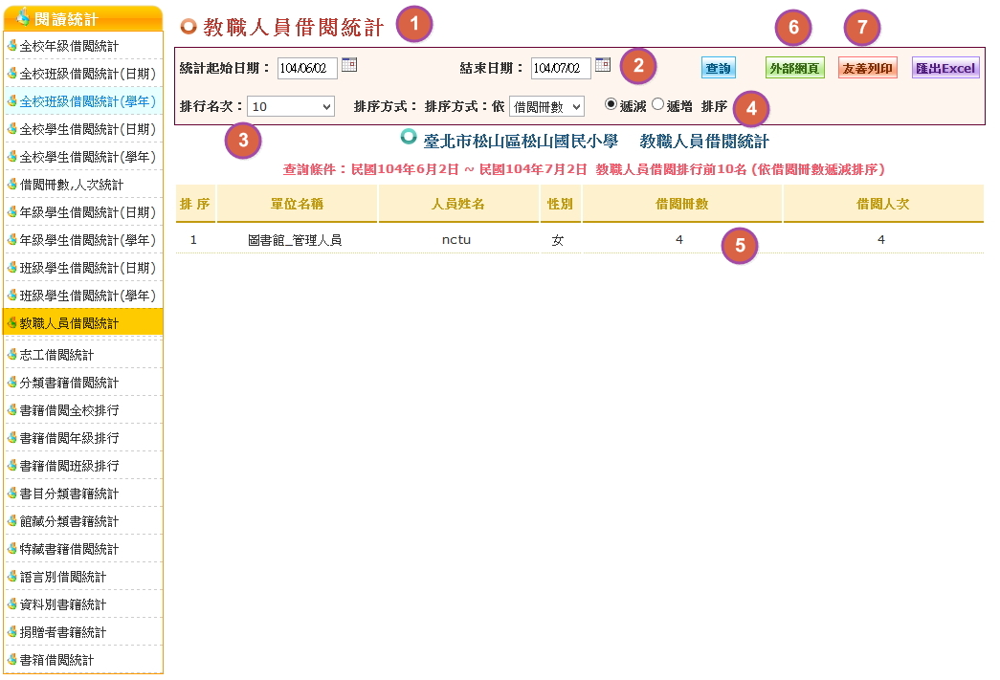 閱讀統計
全校年級借閱統計
全校班級借閱統計(日期)
全校班級借閱統計(學年)
全校學生借閱統計(日期)
全校學生借閱統計(學年)
借閱冊數,人次統計
年級學生借閱統計(日期)
年級學生借閱統計(學年)
班級學生借閱統計(日期)
班級學生借閱統計(學年)
教職人員借閱統計
志工借閱統計
分類書籍借閱統計
書籍借閱全校排行
書籍借閱年級排行
書籍借閱班級排行
書目分類書籍統計
館藏分類書籍統計
特藏書籍借閱統計
語言別借閱統計
資料別書籍統計
捐贈者書籍統計
書箱借閱統計
教職人員借閱統計 1
6 7
統計起始日期： 104/06/02 結束日期： 104/07/02 2 查詢 外部網頁 友善列印 匯出Excel
排行名次： 10 排序方式： 排序方式：依 借閱冊數 遞減 遞增 排序 4
3
臺北市松山區松山國民小學 教職人員借閱統計
查詢條件：民國104年6月2日 ~ 民國104年7月2日 教職人員借閱排行前10名 (依借閱冊數遞減排序)
排 序 單位名稱 人員姓名 性別 借閱冊數 借閱人次
1 圖書館_管理人員 nctu 女 4 4
5